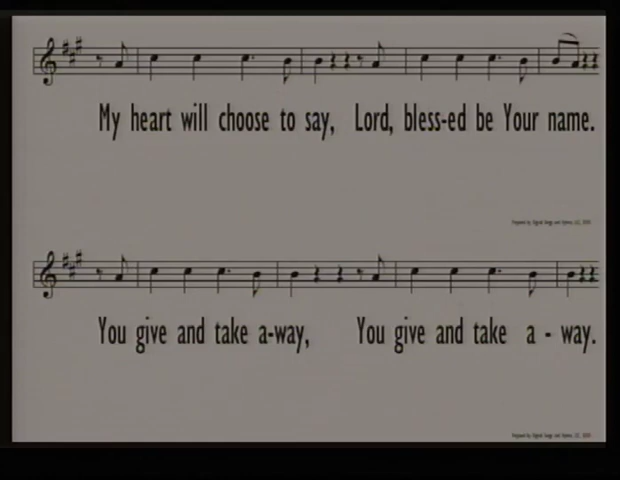 My heart will choose to say, Lord, bless-ed be Your name.
You give and take a-way, You give and take a - way.